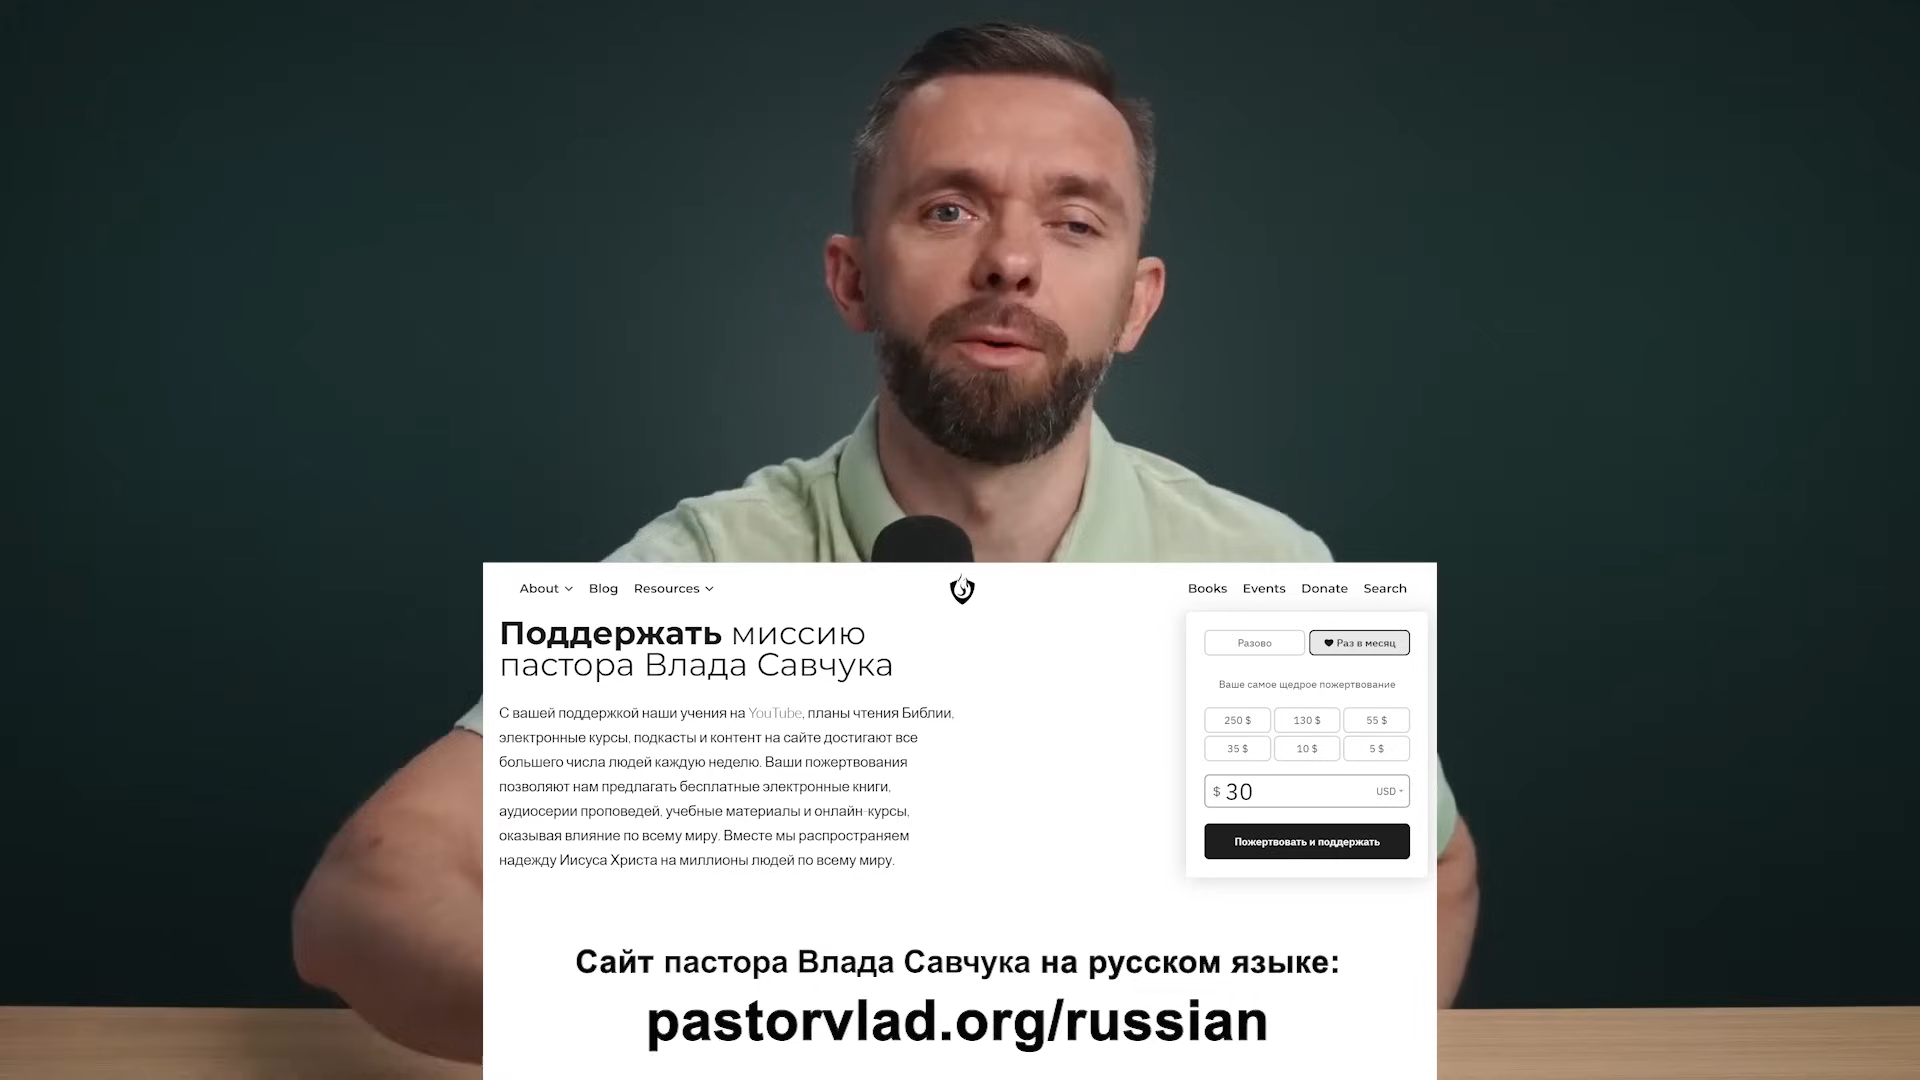 About
Blog
Resources
Books
Events
Donate
Search
Поддержать миссию
пастора Влада Савчука
С вашей поддержкой наши учения на YouTube, планы чтения Библии,
электронные курсы, подкасты и контент на сайте достигают все
большего числа людей каждую неделю. Ваши пожертвования
позволяют нам предлагать бесплатные электронные книги,
аудиосерии проповедей, учебные материалы и онлайн-курсы,
оказывая влияние по всему миру. Вместе мы распространяем
надежду Иисуса Христа на миллионы людей по всему миру.
Разово
Раз в месяц
Ваше самое щедрое пожертвование
250 $
130 $
55 $
35 $
10 $
5 $
$ 30
USD
Пожертвовать и поддержать
Сайт пастора Влада Савчука на русском языке:
pastorvlad.org/russian